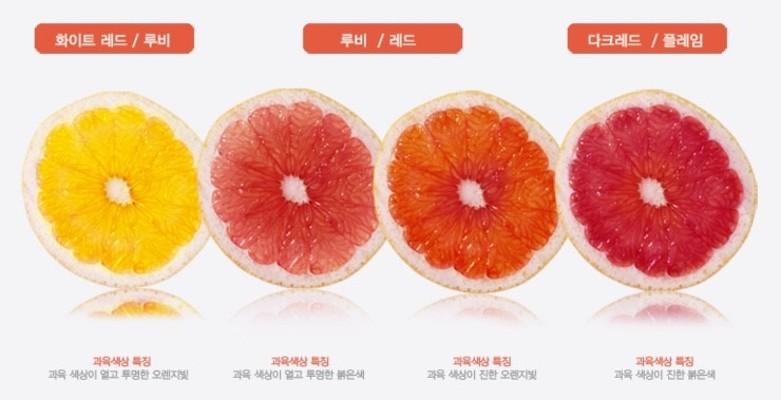 화이트 레드 / 루비
루비 / 레드
다크레드 / 플레임
과육색상 특징
과육 색상이 열고 투명한 오렌지빛
과육색상 특징
과육 색상이 열고 투명한 붉은색
과육색상 특징
과육 색상이 진한 오렌지빛
과육색상 특징
과육 색상이 진한 붉은색